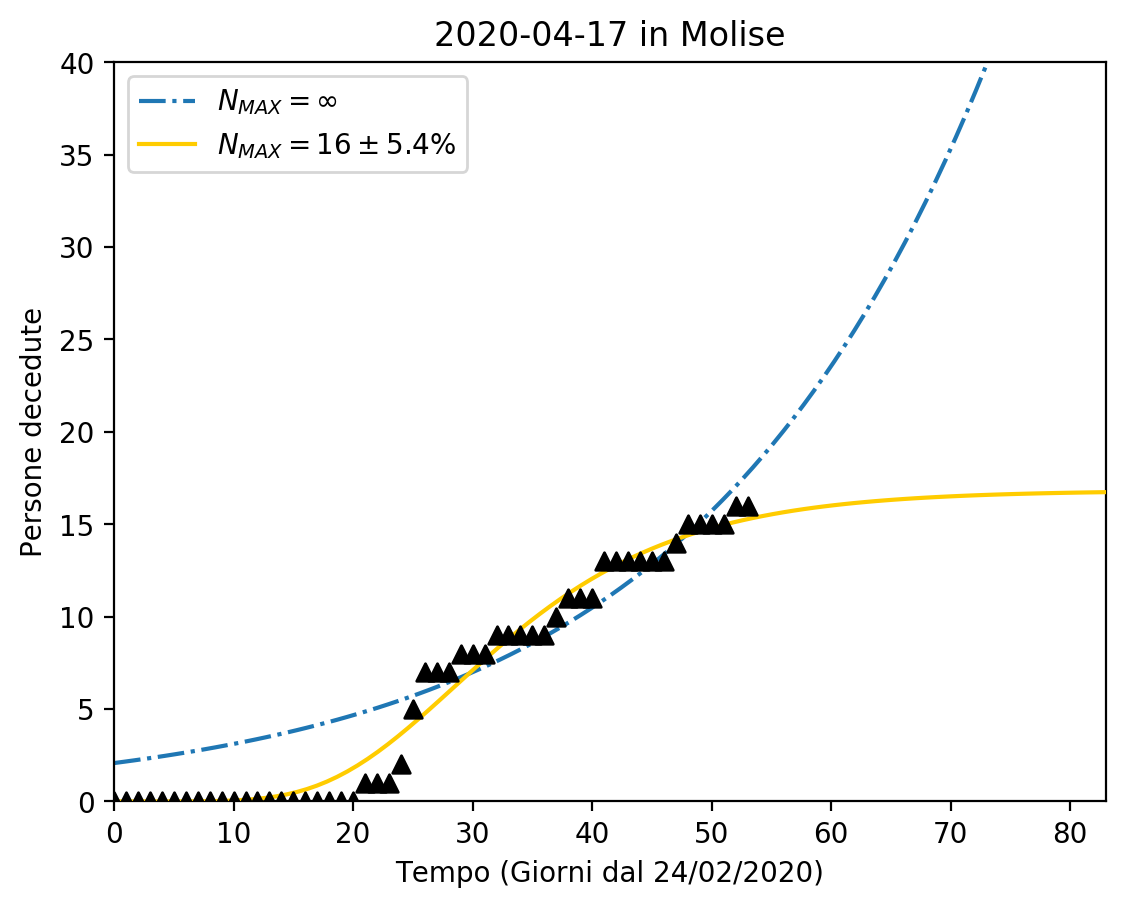 2020-04-17 in Molise
N_MAX = ∞
N_MAX = 16 ± 5.4%
Persone decedute
40
35
30
25
20
15
10
5
0
0 10 20 30 40 50 60 70 80
Tempo (Giorni dal 24/02/2020)